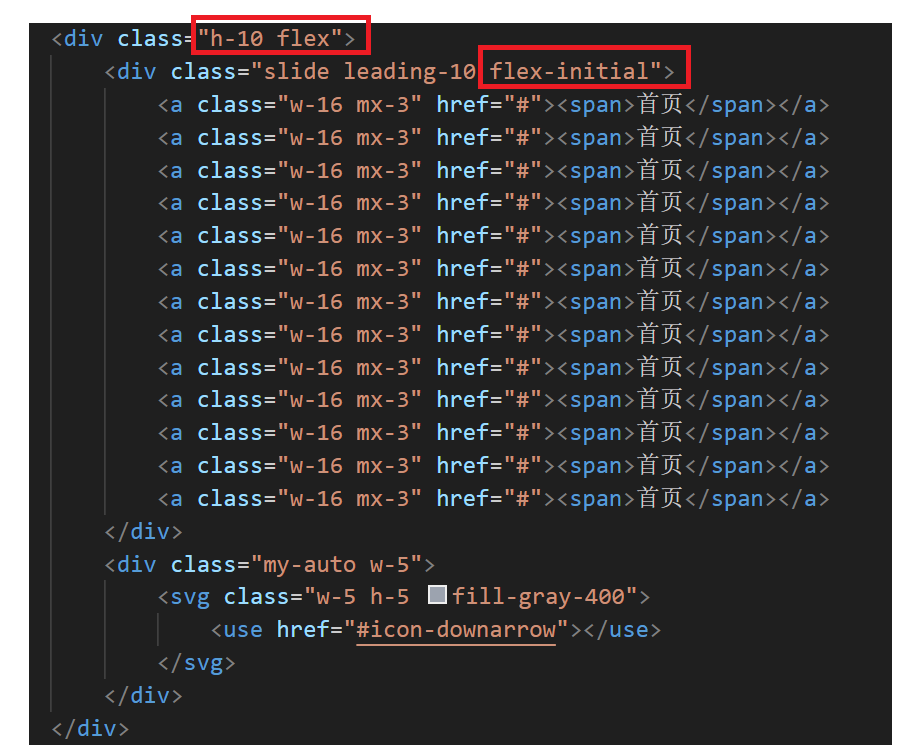 <div class="h-10 flex">
<div class="slide leading-10 flex-initial">
<a class="w-16 mx-3" href="#"><span>首页</span></a>
<a class="w-16 mx-3" href="#"><span>首页</span></a>
<a class="w-16 mx-3" href="#"><span>首页</span></a>
<a class="w-16 mx-3" href="#"><span>首页</span></a>
<a class="w-16 mx-3" href="#"><span>首页</span></a>
<a class="w-16 mx-3" href="#"><span>首页</span></a>
<a class="w-16 mx-3" href="#"><span>首页</span></a>
<a class="w-16 mx-3" href="#"><span>首页</span></a>
<a class="w-16 mx-3" href="#"><span>首页</span></a>
<a class="w-16 mx-3" href="#"><span>首页</span></a>
<a class="w-16 mx-3" href="#"><span>首页</span></a>
<a class="w-16 mx-3" href="#"><span>首页</span></a>
<a class="w-16 mx-3" href="#"><span>首页</span></a>
</div>
<div class="my-auto w-5">
<svg class="w-5 h-5 fill-gray-400">
<use href="#icon-downarrow"></use>
</svg>
</div>
</div>